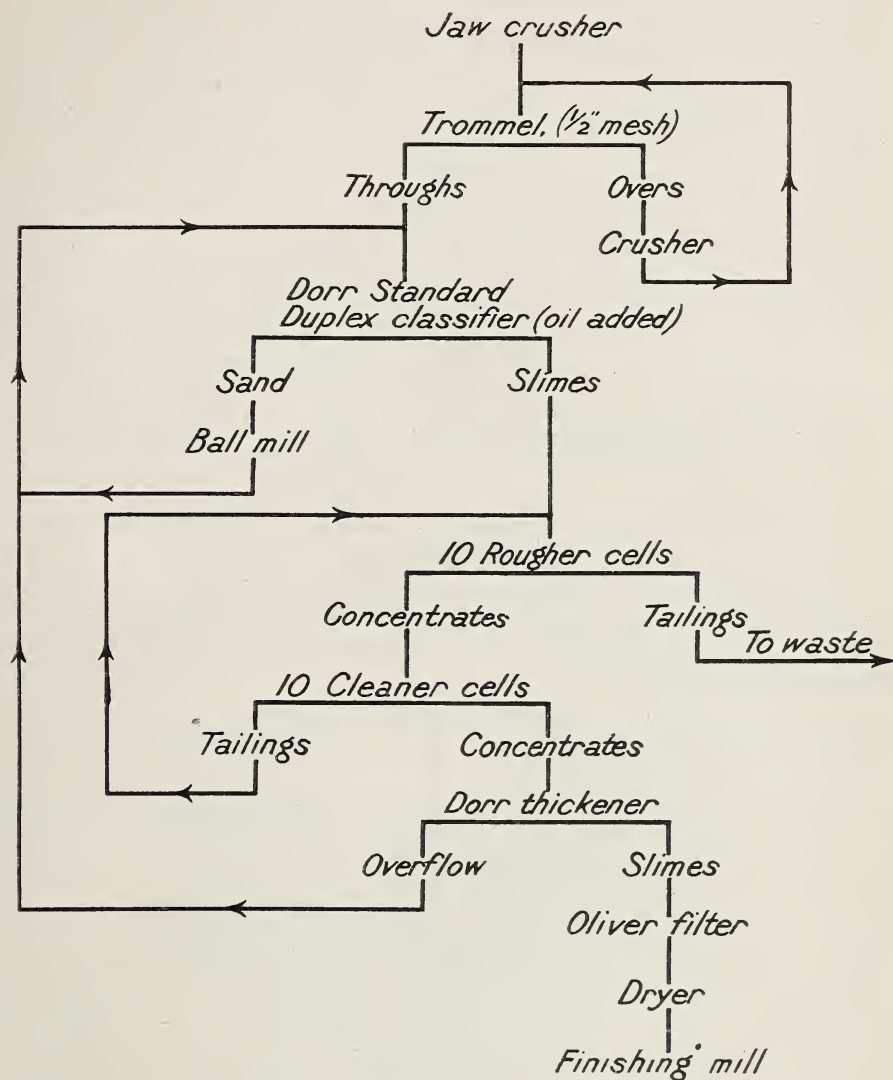 Jaw crusher
Trommel, (1/2" mesh)
Throughs
Overs
Crusher
Dorr Standard
Duplex classifier (oil added)
Sand
Slimes
Ball mill
10 Rougher cells
Concentrates
Tailings
To waste
10 Cleaner cells
Tailings
Concentrates
Dorr thickener
Overflow
Slimes
Oliver filter
Dryer
Finishing mill